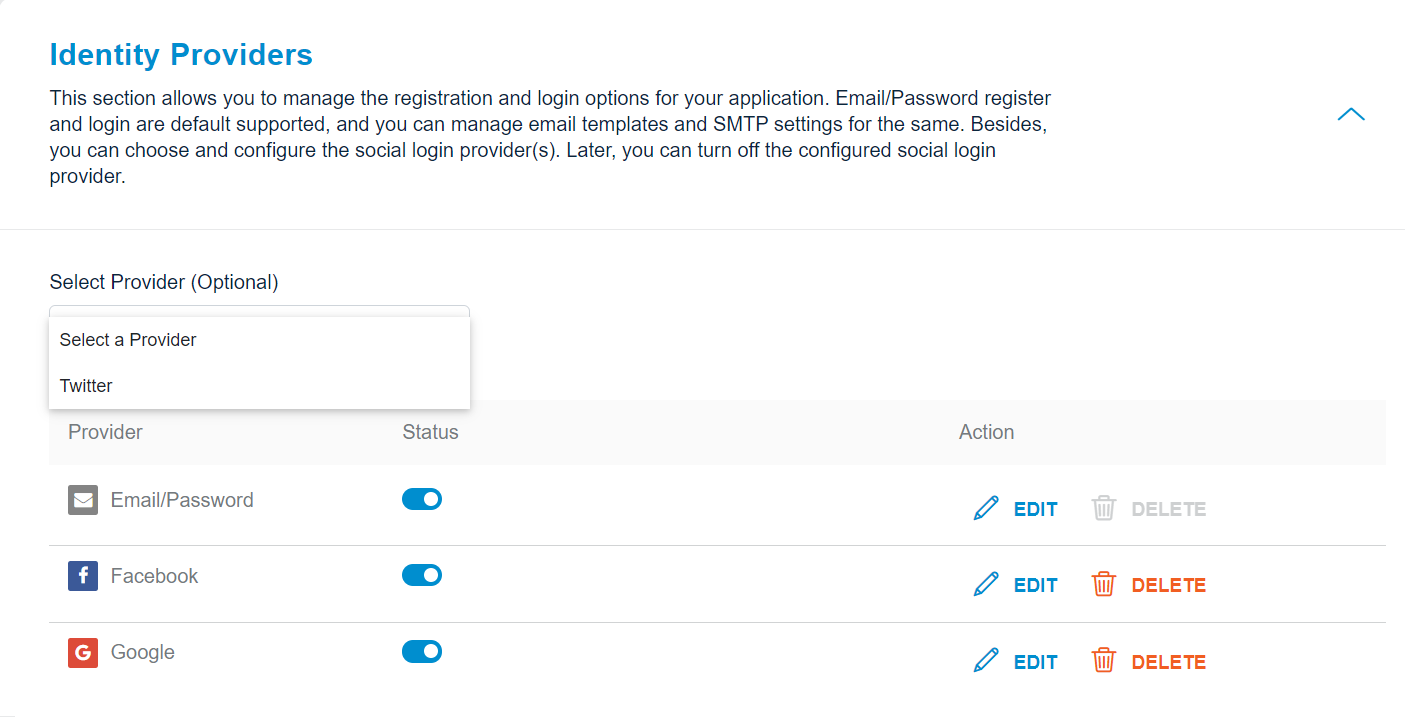 Identity Providers
This section allows you to manage the registration and login options for your application. Email/Password register
and login are default supported, and you can manage email templates and SMTP settings for the same. Besides,
you can choose and configure the social login provider(s). Later, you can turn off the configured social login
provider.
Select Provider (Optional)
Select a Provider
Twitter
Provider Status Action
Email/Password EDIT DELETE
f Facebook EDIT DELETE
G Google EDIT DELETE